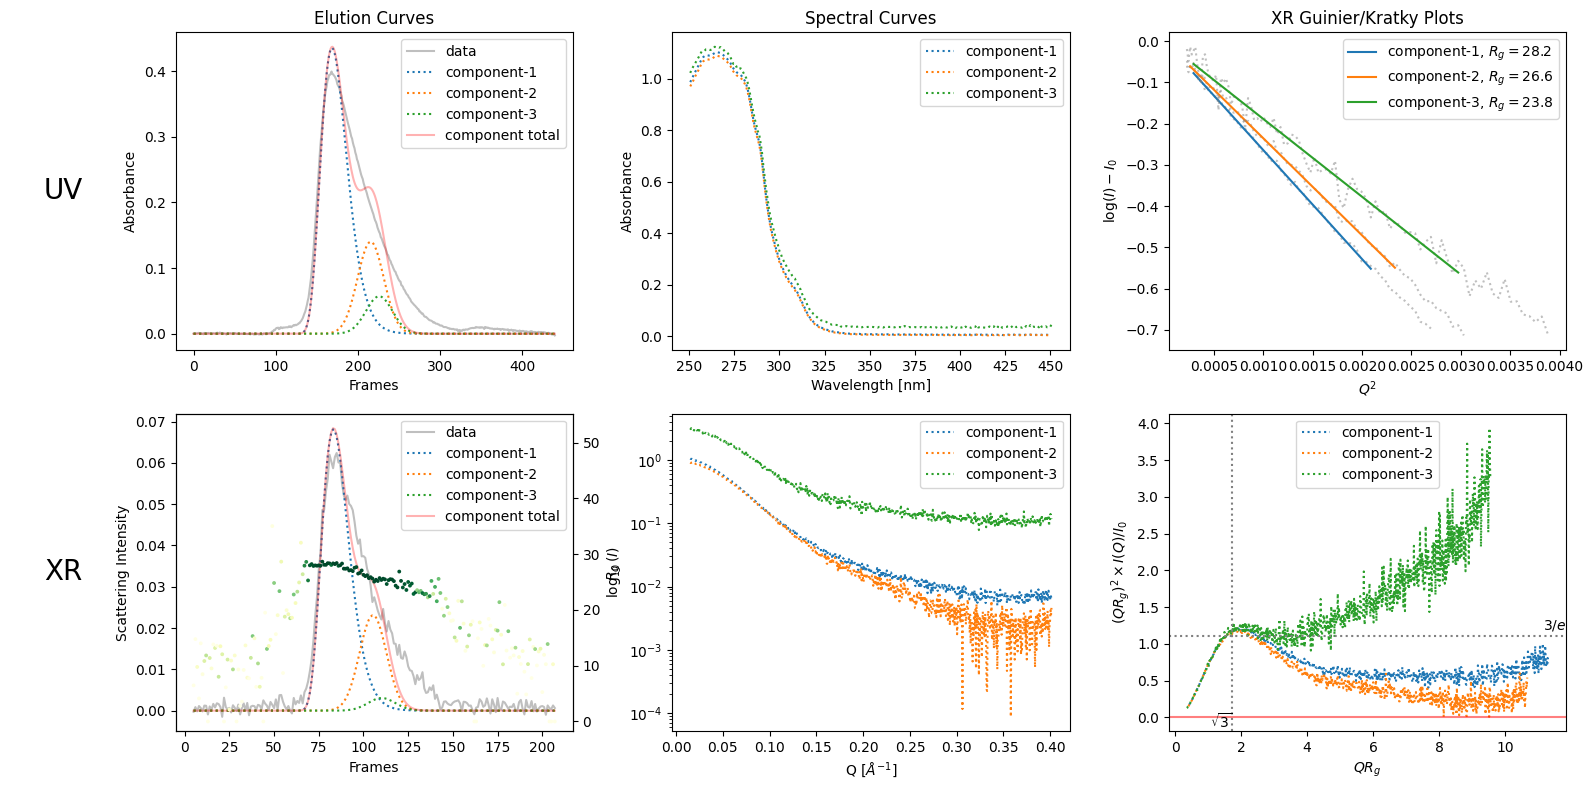 Elution Curves
Spectral Curves
XR Guinier/Kratky Plots
UV
Absorbance
0.4
0.3
0.2
0.1
0.0
data
component-1
component-2
component-3
component total
0 100 200 300 400
Frames
Absorbance
1.0
0.8
0.6
0.4
0.2
0.0
component-1
component-2
component-3
250 275 300 325 350 375 400 425 450
Wavelength [nm]
log(I) − I₀
0.0
−0.1
−0.2
−0.3
−0.4
−0.5
−0.6
−0.7
component-1, R_g = 28.2
component-2, R_g = 26.6
component-3, R_g = 23.8
0.0005 0.0010 0.0015 0.0020 0.0025 0.0030 0.0035 0.0040
Q²
XR
Scattering Intensity
0.07
0.06
0.05
0.04
0.03
0.02
0.01
0.00
data
component-1
component-2
component-3
component total
50
40
30
20
10
0
0 25 50 75 100 125 150 175 200
Frames
10⁰
10⁻¹
10⁻²
10⁻³
10⁻⁴
component-1
component-2
component-3
0.00 0.05 0.10 0.15 0.20 0.25 0.30 0.35 0.40
Q [Å⁻¹]
(QR_g)² × I(Q)/I₀
4.0
3.5
3.0
2.5
2.0
1.5
1.0
0.5
0.0
component-1
component-2
component-3
3/e
√3
0 2 4 6 8 10
QR_g